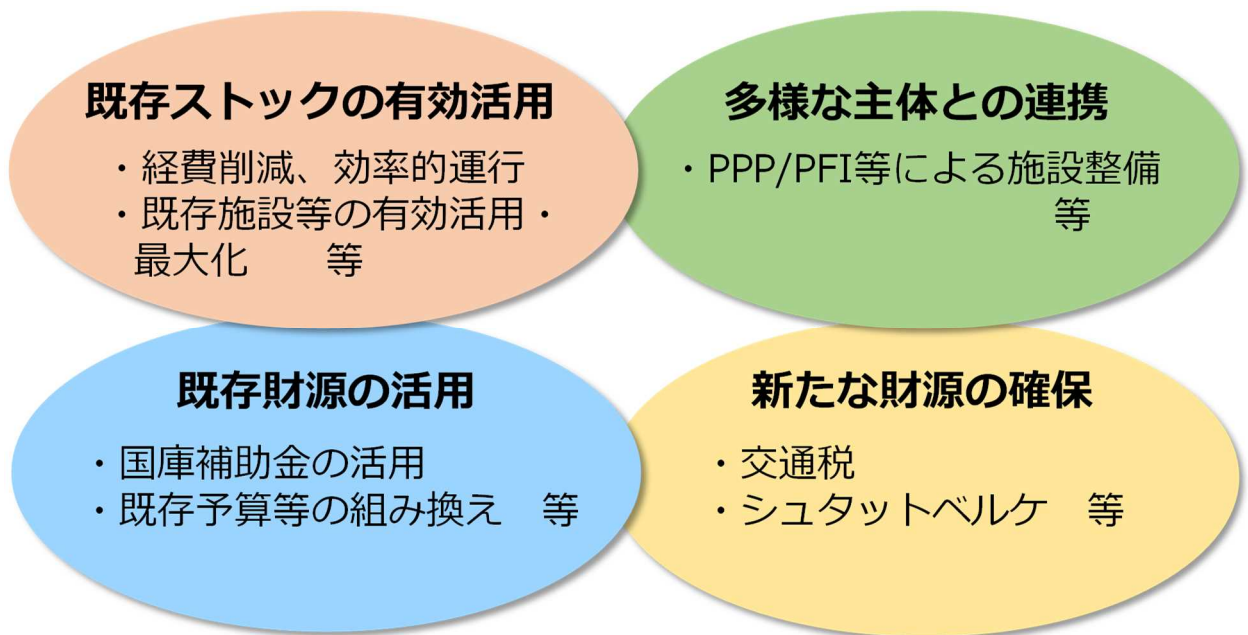 既存ストックの有効活用
・経費削減、効率的運行
・既存施設等の有効活用・
最大化　　等
多様な主体との連携
・PPP/PFI等による施設整備
等
既存財源の活用
・国庫補助金の活用
・既存予算等の組み換え　等
新たな財源の確保
・交通税
・シュタットベルケ　等